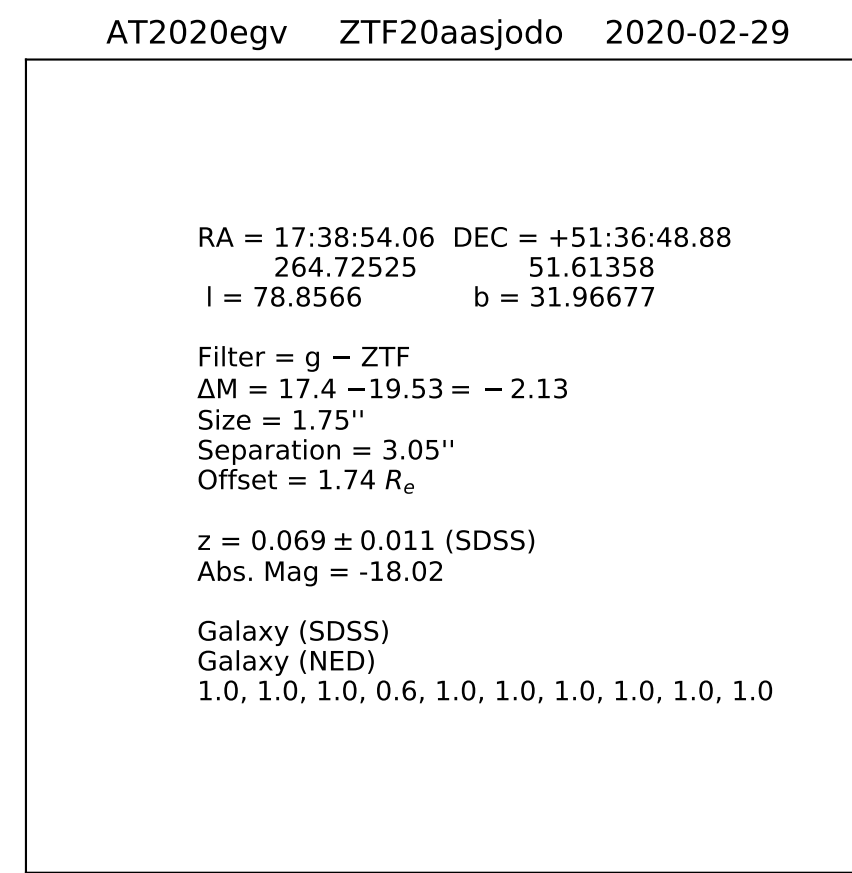 AT2020egv ZTF20aasjodo 2020-02-29
RA = 17:38:54.06 DEC = +51:36:48.88
264.72525 51.61358
l = 78.8566 b = 31.96677
Filter = g − ZTF
ΔM = 17.4 −19.53 = − 2.13
Size = 1.75''
Separation = 3.05''
Offset = 1.74 Rₑ
z = 0.069 ± 0.011 (SDSS)
Abs. Mag = -18.02
Galaxy (SDSS)
Galaxy (NED)
1.0, 1.0, 1.0, 0.6, 1.0, 1.0, 1.0, 1.0, 1.0, 1.0